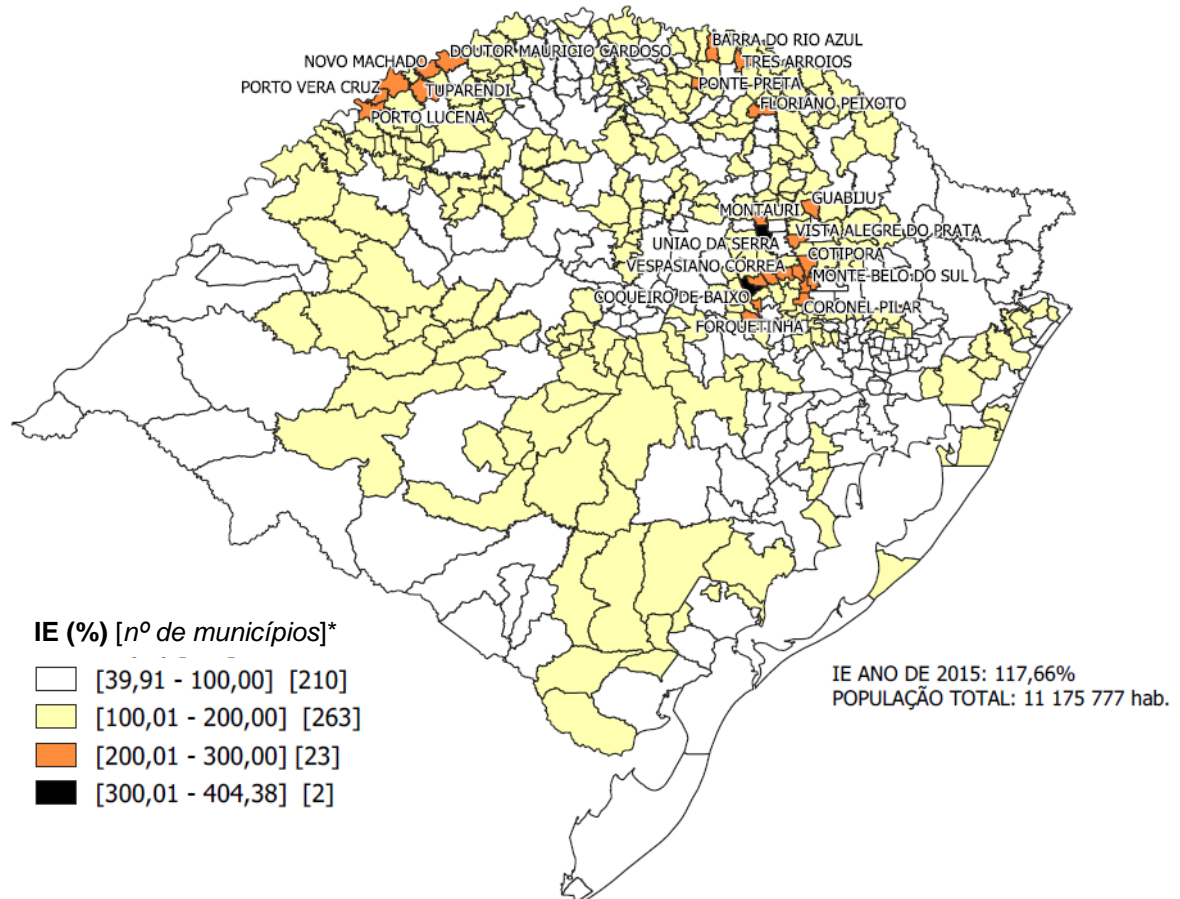 BARRA DO RIO AZUL
DOUTOR MAURICIO CARDOSO
NOVO MACHADO
TRES ARROIOS
PORTO VERA CRUZ
TUPARENDI
PONTE PRETA
FLORIANO PEIXOTO
PORTO LUCENA
GUABIJU
MONTAURI
VISTA ALEGRE DO PRATA
UNIAO DA SERRA
COTIPORA
VESPASIANO CORREA
MONTE BELO DO SUL
COQUEIRO DE BAIXO
CORONEL PILAR
FORQUETINHA
IE (%) [nº de municípios]*
[39,91 - 100,00] [210]
[100,01 - 200,00] [263]
[200,01 - 300,00] [23]
[300,01 - 404,38] [2]
IE ANO DE 2015: 117,66%
POPULAÇÃO TOTAL: 11 175 777 hab.